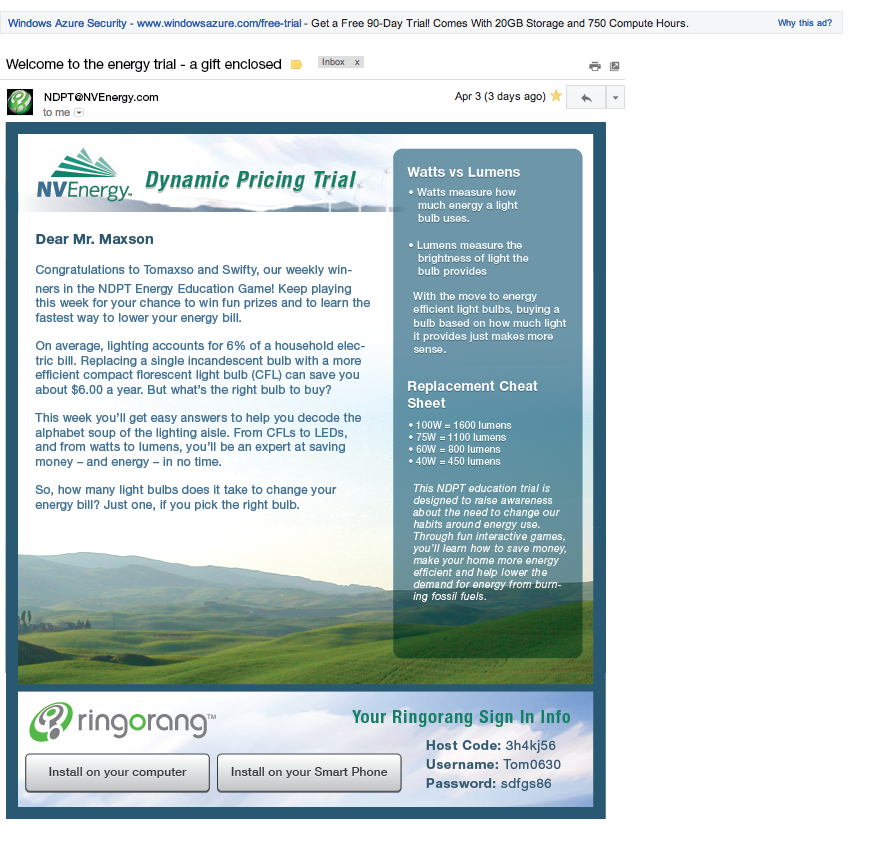 Windows Azure Security - www.windowsazure.com/free-trial - Get a Free 90-Day Trial! Comes With 20GB Storage and 750 Compute Hours.
Why this ad?
Welcome to the energy trial - a gift enclosed
Inbox x
NDPT@NVEnergy.com
Apr 3 (3 days ago)
to me
NVEnergy™
Dynamic Pricing Trial
Dear Mr. Maxson
Congratulations to Tomaxso and Swifty, our weekly win-
ners in the NDPT Energy Education Game! Keep playing
this week for your chance to win fun prizes and to learn the
fastest way to lower your energy bill.
On average, lighting accounts for 6% of a household elec-
tric bill. Replacing a single incandescent bulb with a more
efficient compact florescent light bulb (CFL) can save you
about $6.00 a year. But what's the right bulb to buy?
This week you'll get easy answers to help you decode the
alphabet soup of the lighting aisle. From CFLs to LEDs,
and from watts to lumens, you'll be an expert at saving
money – and energy – in no time.
So, how many light bulbs does it take to change your
energy bill? Just one, if you pick the right bulb.
Watts vs Lumens
• Watts measure how
much energy a light
bulb uses.
• Lumens measure the
brightness of light the
bulb provides
With the move to energy
efficient light bulbs, buying a
bulb based on how much light
it provides just makes more
sense.
Replacement Cheat
Sheet
• 100W = 1600 lumens
• 75W = 1100 lumens
• 60W = 800 lumens
• 40W = 450 lumens
This NDPT education trial is
designed to raise awareness
about the need to change our
habits around energy use.
Through fun interactive games,
you'll learn how to save money,
make your home more energy
efficient and help lower the
demand for energy from burn-
ing fossil fuels.
ringorang™
Install on your computer
Install on your Smart Phone
Your Ringorang Sign In Info
Host Code: 3h4kj56
Username: Tom0630
Password: sdfgs86